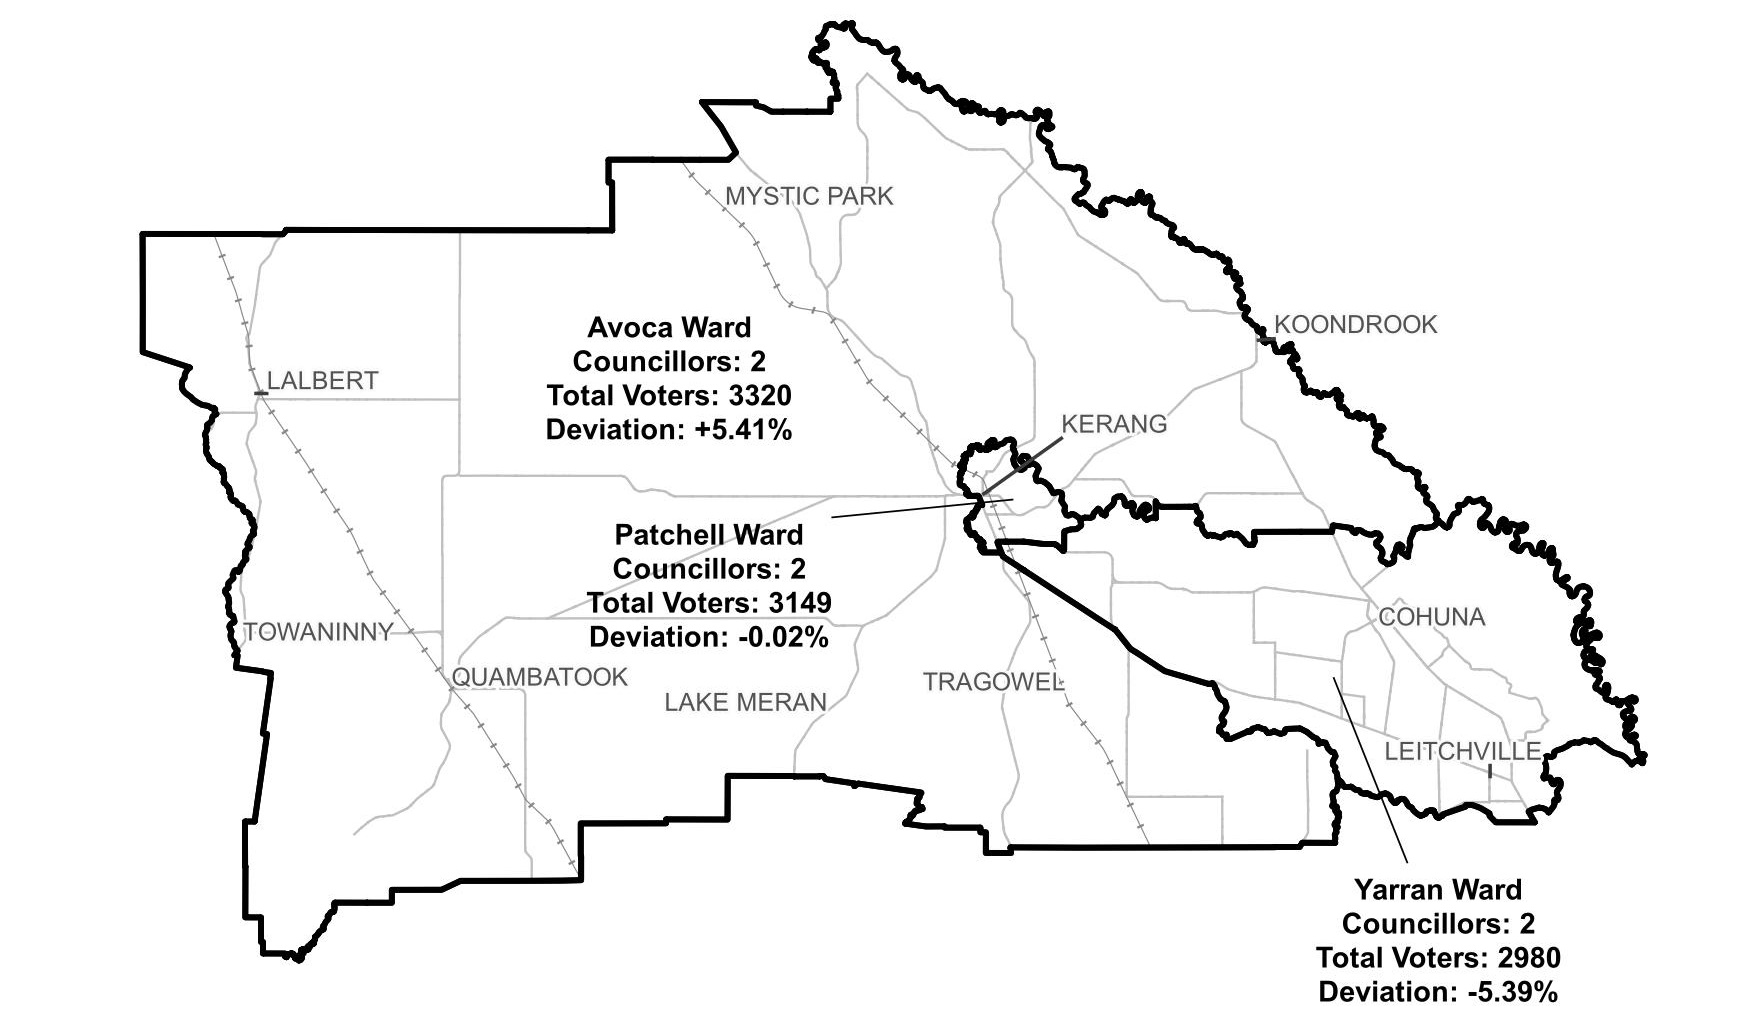 MYSTIC PARK
Avoca Ward
Councillors: 2
Total Voters: 3320
Deviation: +5.41%
KOONDROOK
LALBERT
KERANG
Patchell Ward
Councillors: 2
Total Voters: 3149
Deviation: -0.02%
COHUNA
TOWANINNY
QUAMBATOOK
TRAGOWEL
LAKE MERAN
LEITCHVILLE
Yarran Ward
Councillors: 2
Total Voters: 2980
Deviation: -5.39%